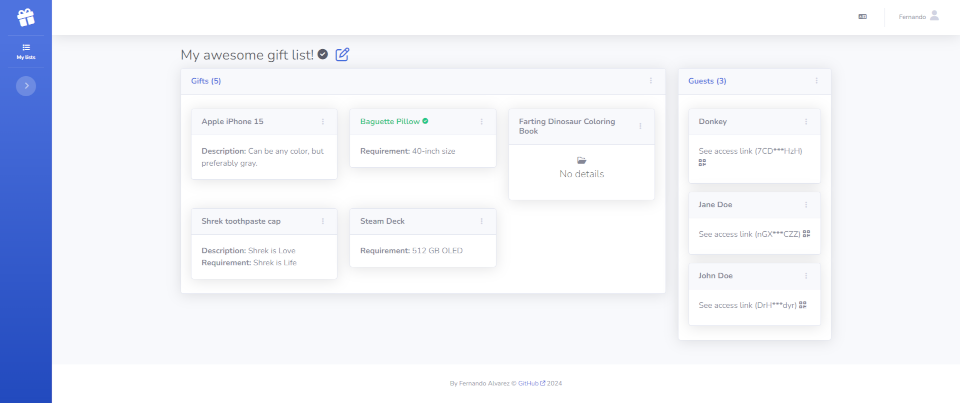 Fernando
My lists
My awesome gift list!
Gifts (5)
Guests (3)
Apple iPhone 15
Description: Can be any color, but
preferably gray.
Baguette Pillow
Requirement: 40-inch size
Farting Dinosaur Coloring
Book
No details
Shrek toothpaste cap
Description: Shrek is Love
Requirement: Shrek is Life
Steam Deck
Requirement: 512 GB OLED
Donkey
See access link (7CD***HzH)
Jane Doe
See access link (nGX***CZZ)
John Doe
See access link (DrH***dyr)
By Fernando Alvarez © GitHub 2024